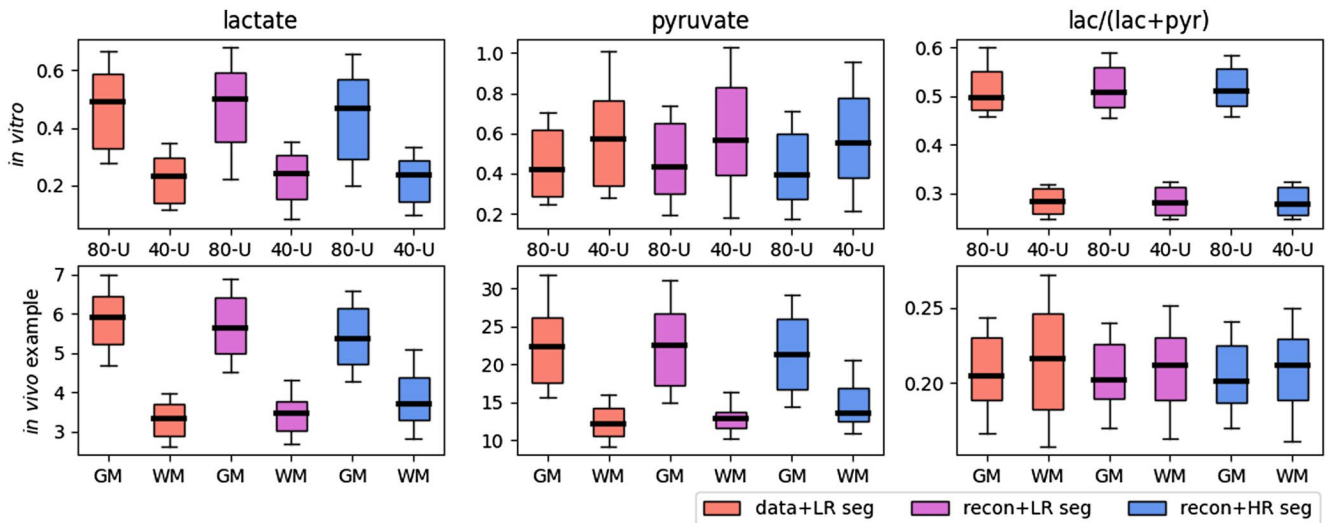 lactate
pyruvate
lac/(lac+pyr)
in vitro
0.6
0.4
0.2
1.0
0.8
0.6
0.4
0.2
0.6
0.5
0.4
0.3
80-U 40-U 80-U 40-U 80-U 40-U
80-U 40-U 80-U 40-U 80-U 40-U
80-U 40-U 80-U 40-U 80-U 40-U
in vivo example
7
6
5
4
3
30
25
20
15
10
0.25
0.20
GM WM GM WM GM WM
GM WM GM WM GM WM
GM WM GM WM GM WM
data+LR seg recon+LR seg recon+HR seg